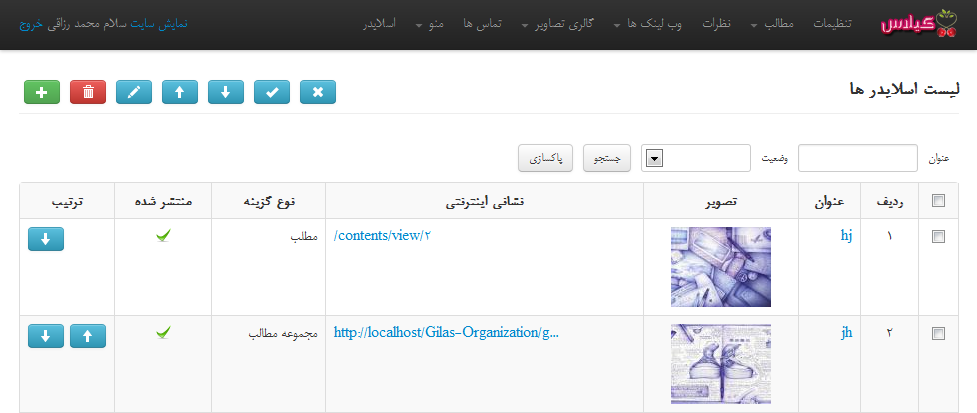 گیلاس تنظیمات مطالب نظرات وب لینک ها گالری تصاویر تماس ها منو اسلایدر نمایش سایت سلام محمد رزاقی خروج
لیست اسلایدر ها
عنوان وضعیت جستجو پاکسازی
ردیف عنوان تصویر نشانی اینترنتی نوع گزینه منتشر شده ترتیب
۱ hj /contents/view/۲ مطلب
۲ jh http://localhost/Gilas-Organization/g... مجموعه مطالب